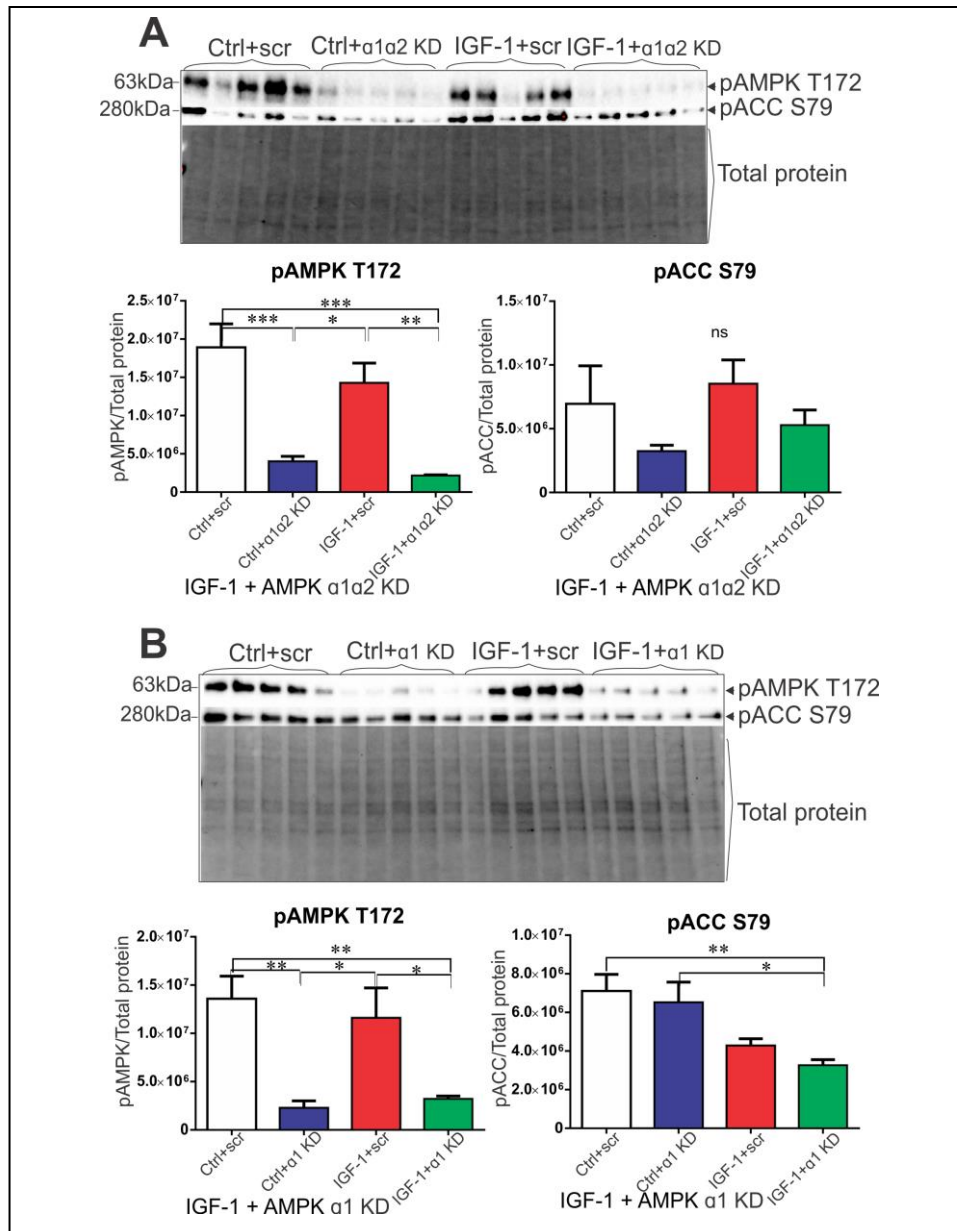 A
Ctrl+scr Ctrl+α1α2 KD IGF-1+scr IGF-1+α1α2 KD
63kDa pAMPK T172
280kDa pACC S79
Total protein
pAMPK T172
pAMPK/Total protein
2.5×10⁷
2.0×10⁷
1.5×10⁷
1.0×10⁷
5.0×10⁶
0
***
*** * **
Ctrl+scr
Ctrl+α1α2 KD
IGF-1+scr
IGF-1+α1α2 KD
IGF-1 + AMPK α1α2 KD
pACC S79
pACC/Total protein
1.5×10⁷
1.0×10⁷
5.0×10⁶
0
ns
Ctrl+scr
Ctrl+α1α2 KD
IGF-1+scr
IGF-1+α1α2 KD
B
Ctrl+scr Ctrl+α1 KD IGF-1+scr IGF-1+α1 KD
63kDa pAMPK T172
280kDa pACC S79
Total protein
pAMPK T172
pAMPK/Total protein
2.0×10⁷
1.5×10⁷
1.0×10⁷
5.0×10⁶
0
**
** * *
Ctrl+scr
Ctrl+α1 KD
IGF-1+scr
IGF-1+α1 KD
IGF-1 + AMPK α1 KD
pACC S79
pACC/Total protein
1.0×10⁷
8.0×10⁶
6.0×10⁶
4.0×10⁶
2.0×10⁶
0
**
*
Ctrl+scr
Ctrl+α1 KD
IGF-1+scr
IGF-1+α1 KD
IGF-1 + AMPK α1 KD